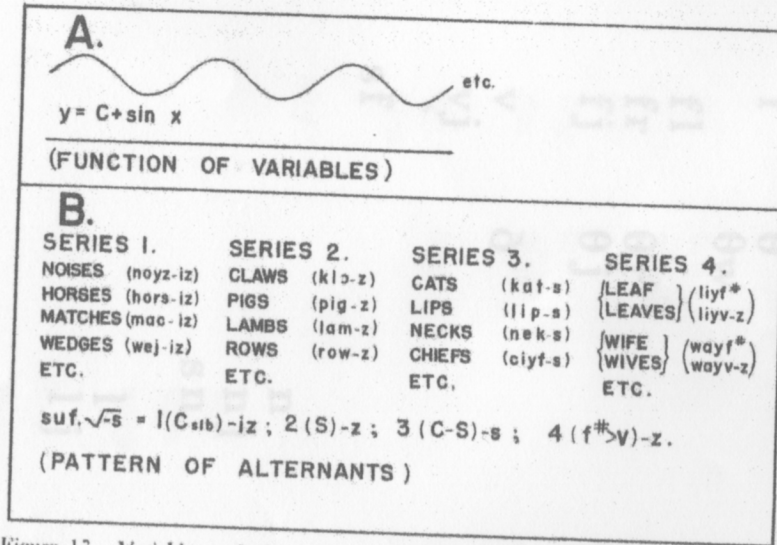 A.
etc.
y = C+sin x
(FUNCTION OF VARIABLES)
B.
SERIES 1.
NOISES (noyz-iz)
HORSES (hors-iz)
MATCHES (mac-iz)
WEDGES (wej-iz)
ETC.
SERIES 2.
CLAWS (klɔ-z)
PIGS (pig-z)
LAMBS (lam-z)
ROWS (row-z)
ETC.
SERIES 3.
CATS (kat-s)
LIPS (lip-s)
NECKS (nek-s)
CHIEFS (ciyf-s)
ETC.
SERIES 4.
{LEAF (liyf#
LEAVES} liyv-z)
{WIFE (wayf#
WIVES} wayv-z)
ETC.
suf. √-s = 1(Cslb)-iz ; 2 (S)-z ; 3 (C-S)-s ; 4 (f#>v)-z.
(PATTERN OF ALTERNANTS)
Figure 13.